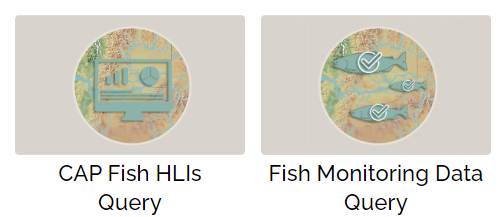 CAP Fish HLIs
Query
Fish Monitoring Data
Query